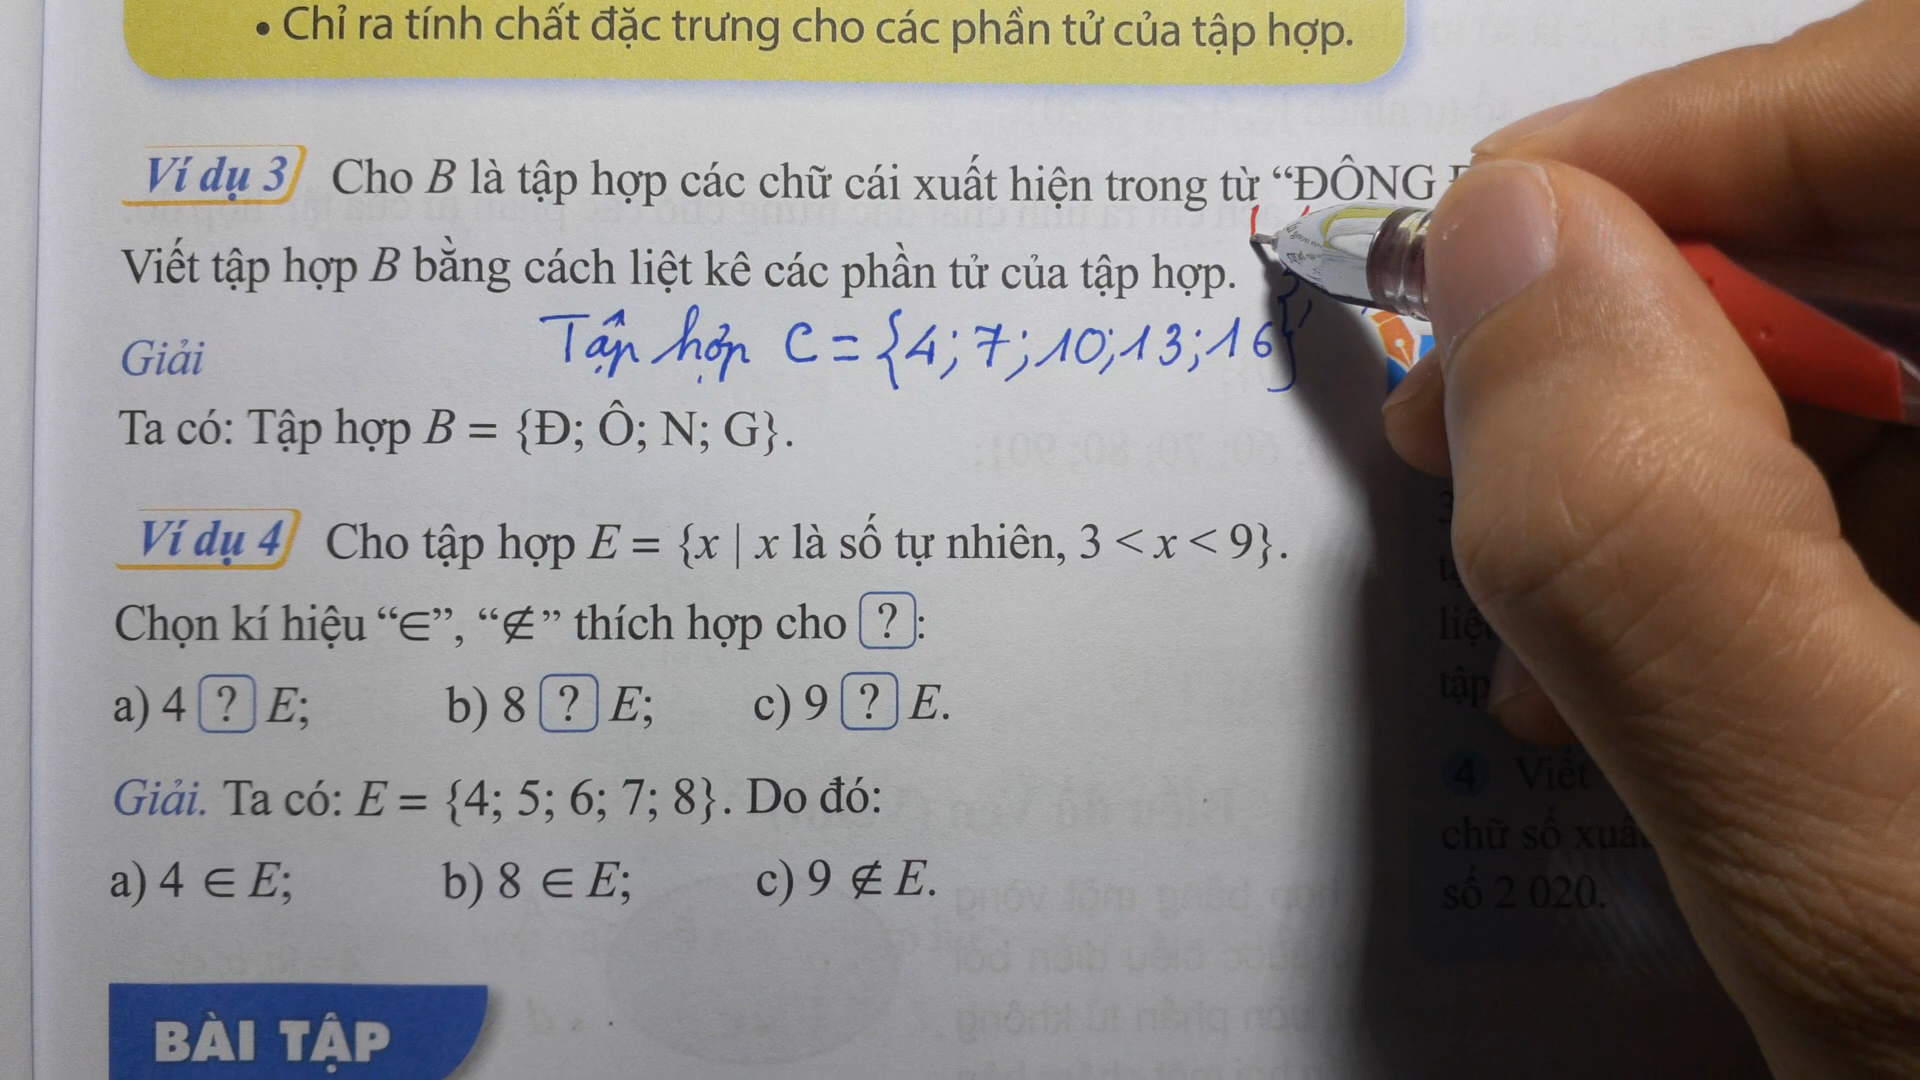 • Chỉ ra tính chất đặc trưng cho các phần tử của tập hợp.
Ví dụ 3 Cho B là tập hợp các chữ cái xuất hiện trong từ “ĐÔNG
Viết tập hợp B bằng cách liệt kê các phần tử của tập hợp.
Tập hợp C = {4; 7; 10; 13; 16}
Giải
Ta có: Tập hợp B = {Đ; Ô; N; G}.
Ví dụ 4 Cho tập hợp E = {x | x là số tự nhiên, 3 < x < 9}.
Chọn kí hiệu “∈”, “∉” thích hợp cho ? :
a) 4 ? E; b) 8 ? E; c) 9 ? E.
Giải. Ta có: E = {4; 5; 6; 7; 8}. Do đó:
a) 4 ∈ E; b) 8 ∈ E; c) 9 ∉ E.
4 Viết
chữ số
số 2 020.
BÀI TẬP